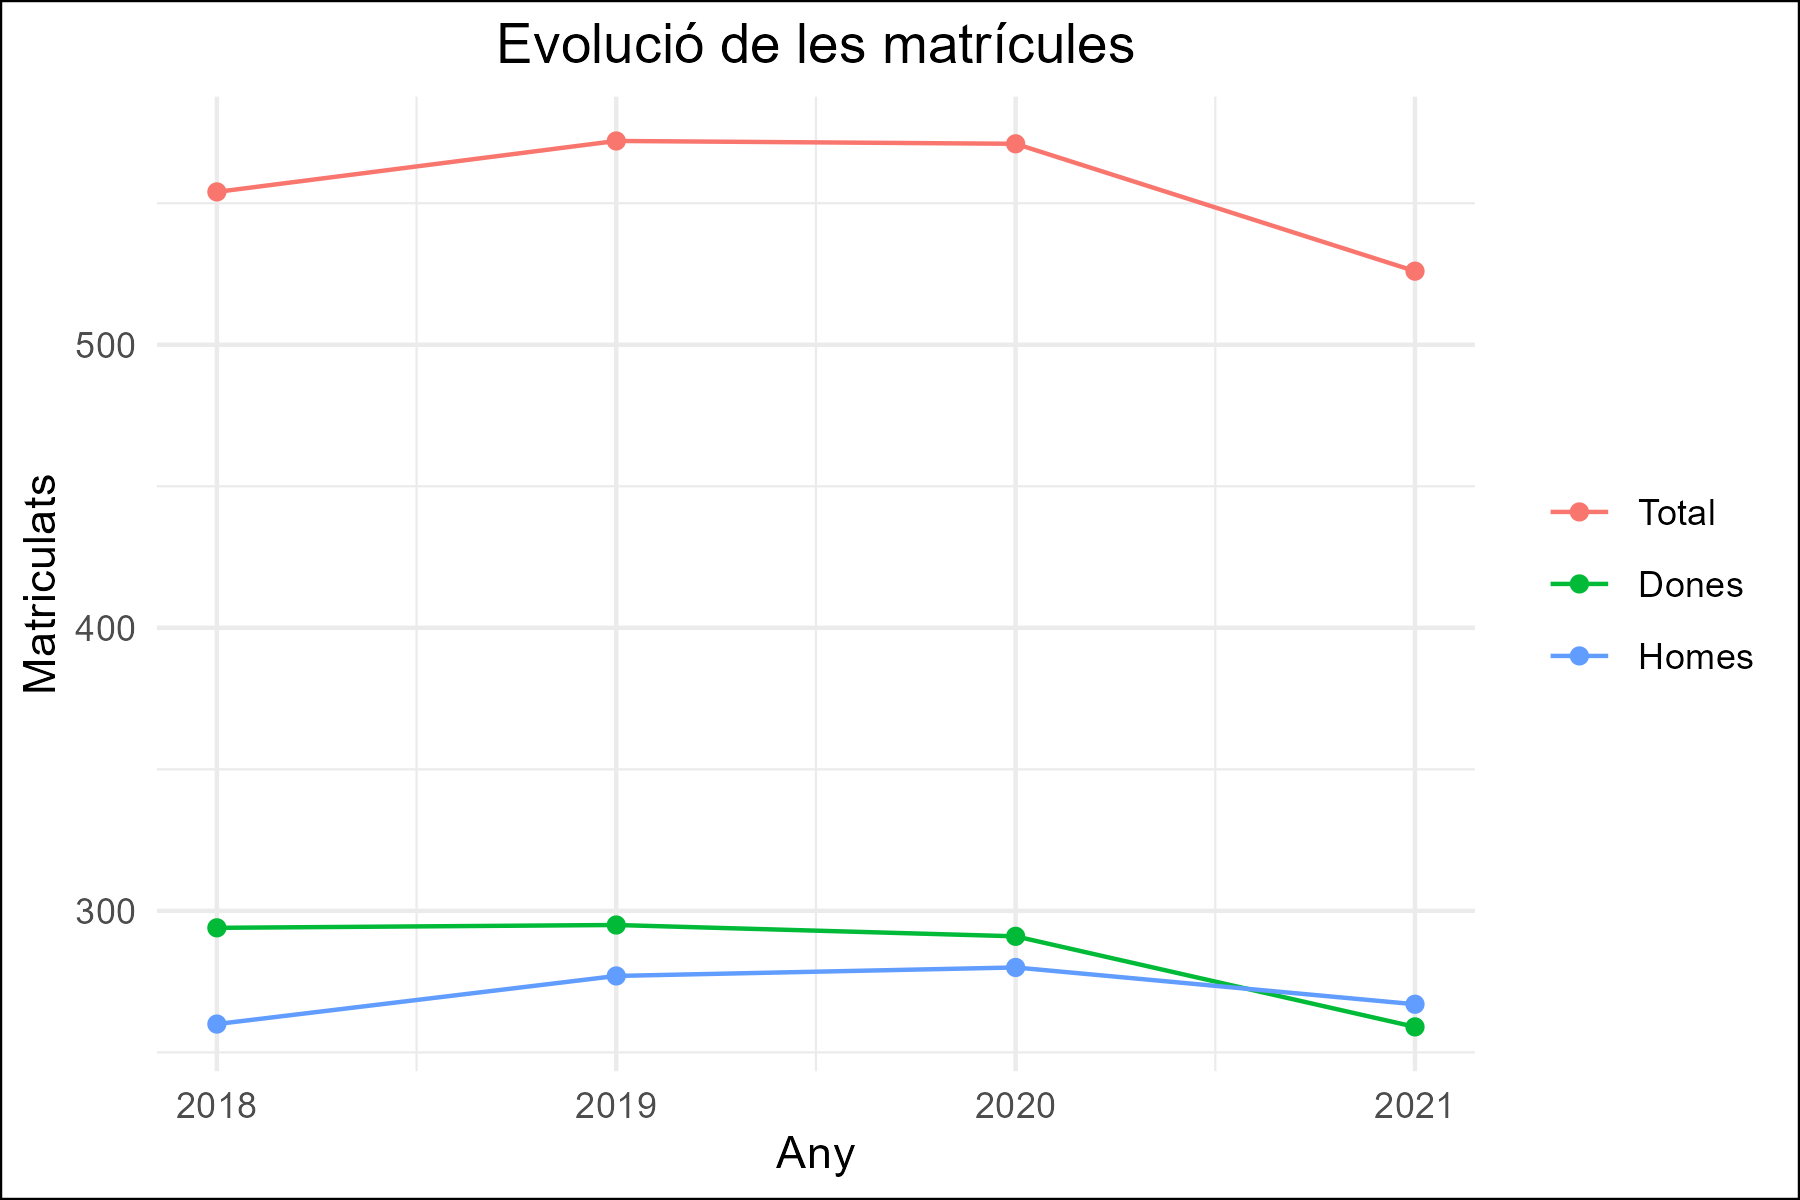 Evolució de les matrícules
Matriculats
500
400
300
2018
2019
2020
2021
Any
Total
Dones
Homes